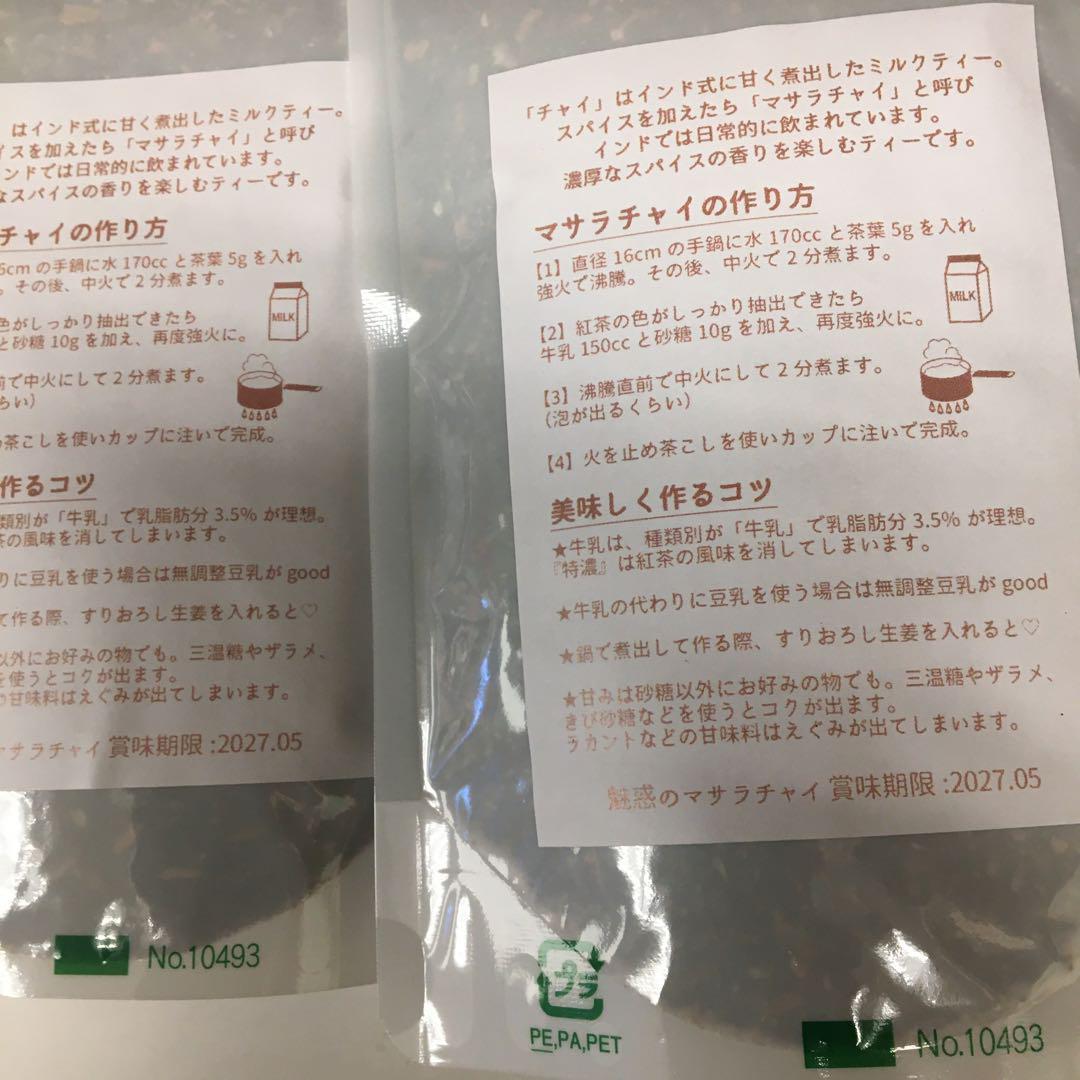 はインド式に甘く煮出したミルクティー。
イスを加えたら「マサラチャイ」と呼び
ンドでは日常的に飲まれています。
なスパイスの香りを楽しむティーです。
チャイの作り方
6cm の手鍋に水 170cc と茶葉 5g を入れ
。その後、中火で 2 分煮ます。
色がしっかり抽出できたら
と砂糖 10g を加え、再度強火に。
MILK
前で中火にして 2 分煮ます。
らい）
め茶こしを使いカップに注いで完成。
作るコツ
類別が「牛乳」で乳脂肪分 3.5% が理想。
茶の風味を消してしまいます。
りに豆乳を使う場合は無調整豆乳が good
て作る際、すりおろし生姜を入れると♡
以外にお好みの物でも。三温糖やザラメ、
を使うとコクが出ます。
の甘味料はえぐみが出てしまいます。
マサラチャイ 賞味期限 :2027.05
No.10493
「チャイ」はインド式に甘く煮出したミルクティー。
スパイスを加えたら「マサラチャイ」と呼び
インドでは日常的に飲まれています。
濃厚なスパイスの香りを楽しむティーです。
マサラチャイの作り方
【1】直径 16cm の手鍋に水 170cc と茶葉 5g を入れ
強火で沸騰。その後、中火で 2 分煮ます。
【2】紅茶の色がしっかり抽出できたら
牛乳 150cc と砂糖 10g を加え、再度強火に。
MILK
【3】沸騰直前で中火にして 2 分煮ます。
（泡が出るくらい）
【4】火を止め茶こしを使いカップに注いで完成。
美味しく作るコツ
★牛乳は、種類別が「牛乳」で乳脂肪分 3.5% が理想。
『特濃』は紅茶の風味を消してしまいます。
★牛乳の代わりに豆乳を使う場合は無調整豆乳が good
★鍋で煮出して作る際、すりおろし生姜を入れると♡
★甘みは砂糖以外にお好みの物でも。三温糖やザラメ、
きび砂糖などを使うとコクが出ます。
ラカントなどの甘味料はえぐみが出てしまいます。
魅惑のマサラチャイ 賞味期限 :2027.05
プラ
PE,PA,PET
No.10493